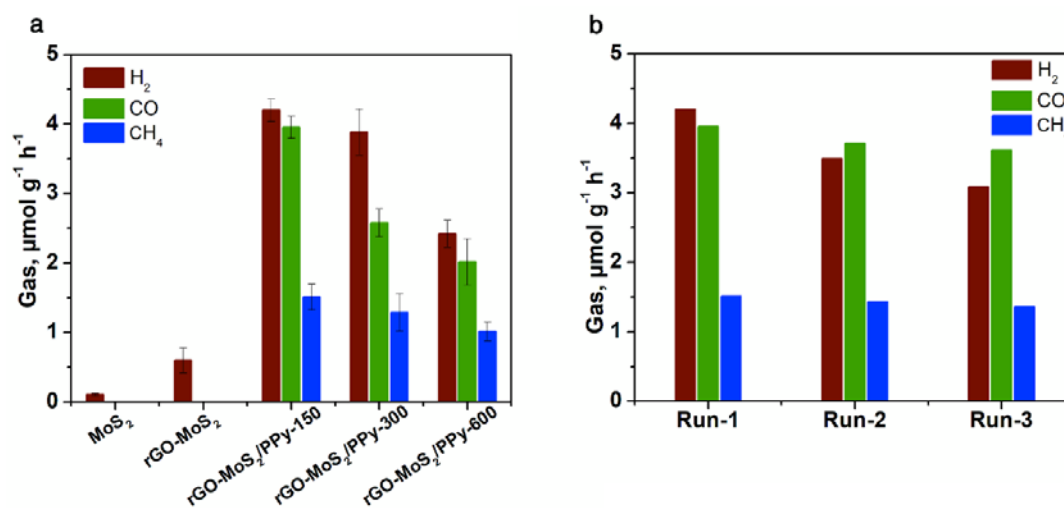 a
Gas, µmol g⁻¹ h⁻¹
5
4
3
2
1
0
H₂
CO
CH₄
MoS₂
rGO-MoS₂
rGO-MoS₂/PPy-150
rGO-MoS₂/PPy-300
rGO-MoS₂/PPy-600
b
Gas, µmol g⁻¹ h⁻¹
5
4
3
2
1
0
H₂
CO
CH
Run-1 Run-2 Run-3